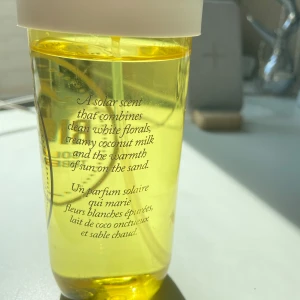 A solar scent
that combines
clean white florals,
creamy coconut milk
and the warmth
of sun on the sand.
Un parfum solaire
qui marie
fleurs blanches épurées,
lait de coco onctueux
et sable chaud.